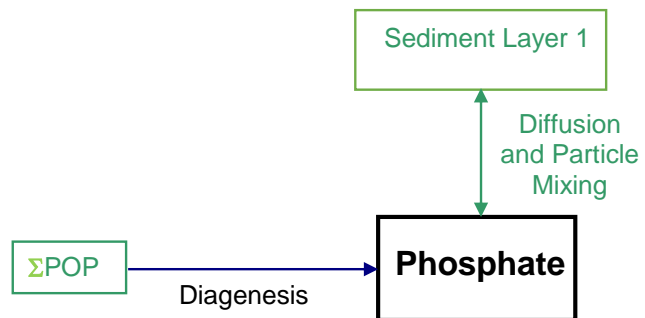 Sediment Layer 1
Diffusion
and Particle
Mixing
ΣPOP
Phosphate
Diagenesis